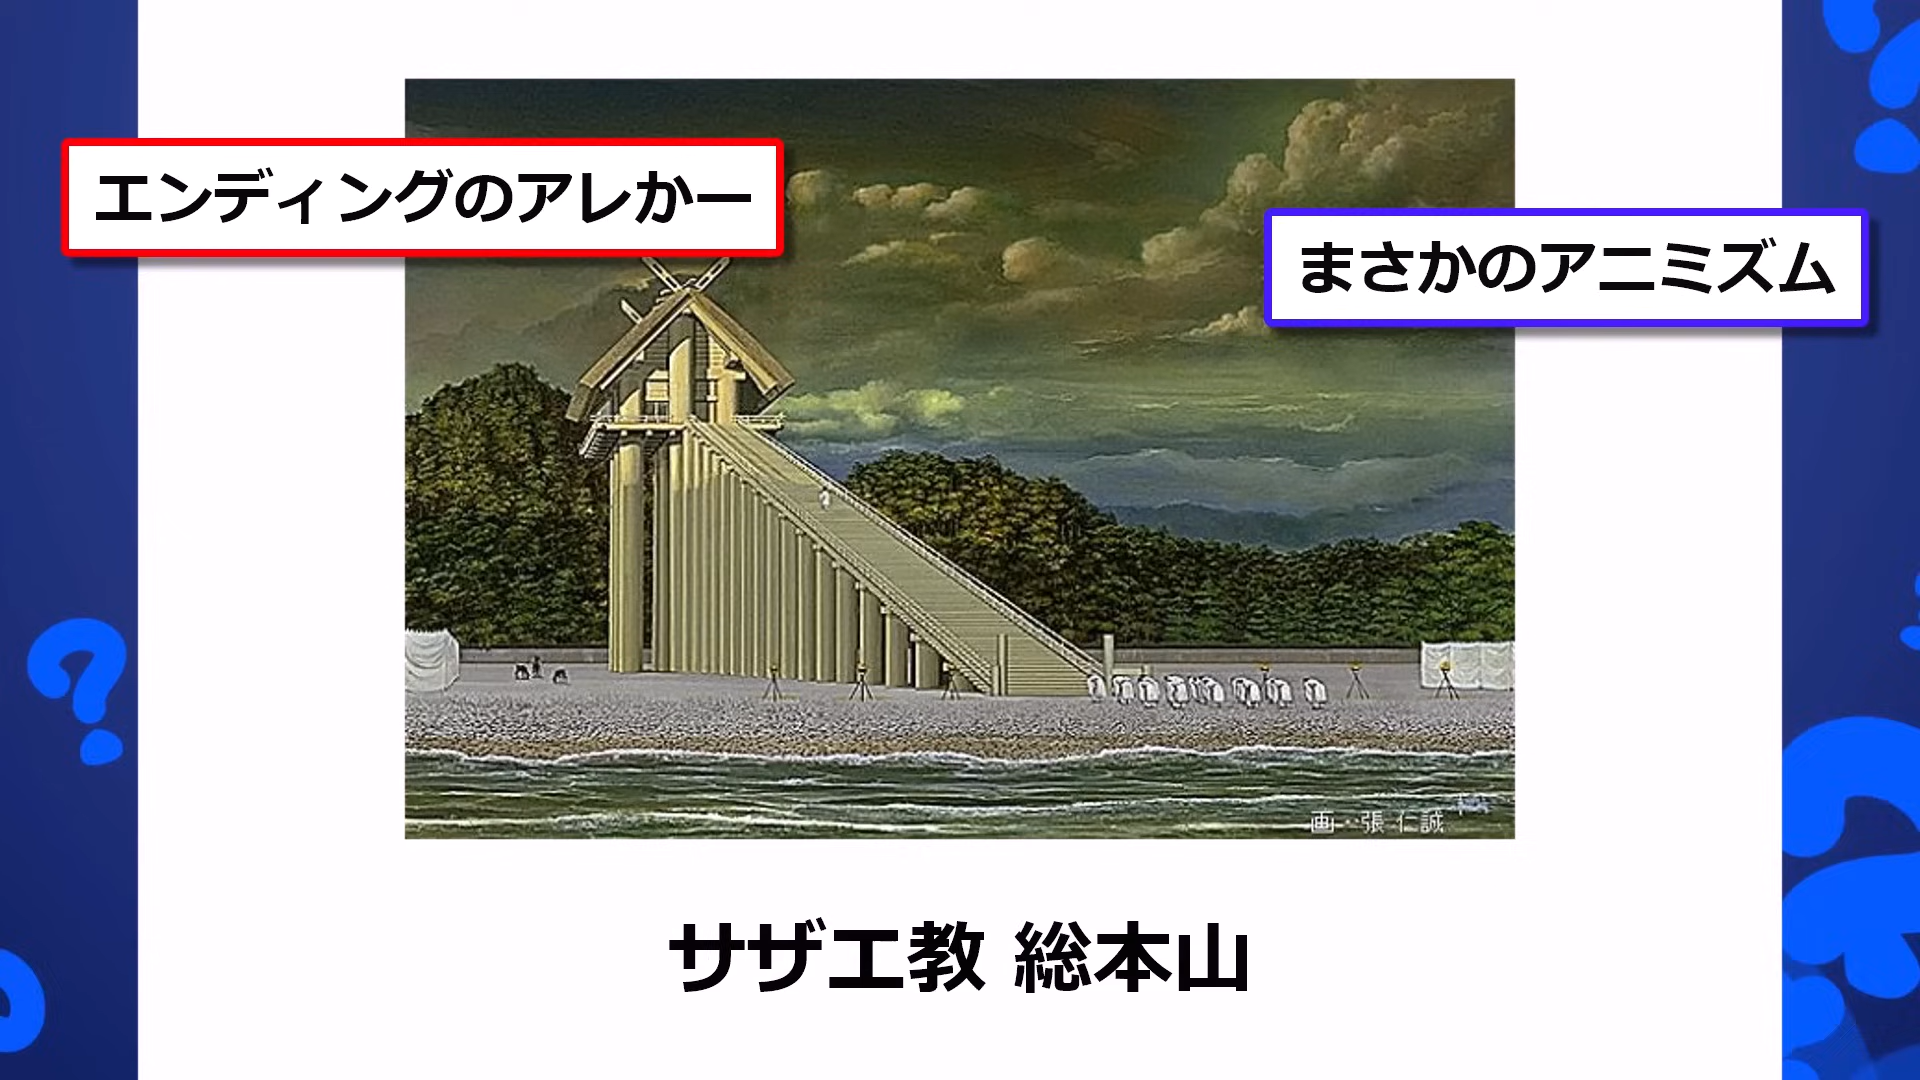 エンディングのアレかー
まさかのアニミズム
画・張 仁誠
サザエ教 総本山